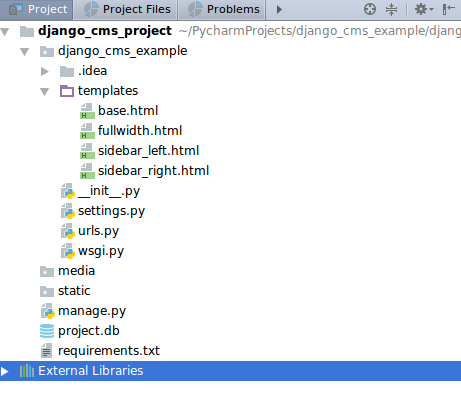 Project Project Files Problems
django_cms_project ~/PycharmProjects/django_cms_example/djang
django_cms_example
.idea
templates
base.html
fullwidth.html
sidebar_left.html
sidebar_right.html
__init__.py
settings.py
urls.py
wsgi.py
media
static
manage.py
project.db
requirements.txt
External Libraries